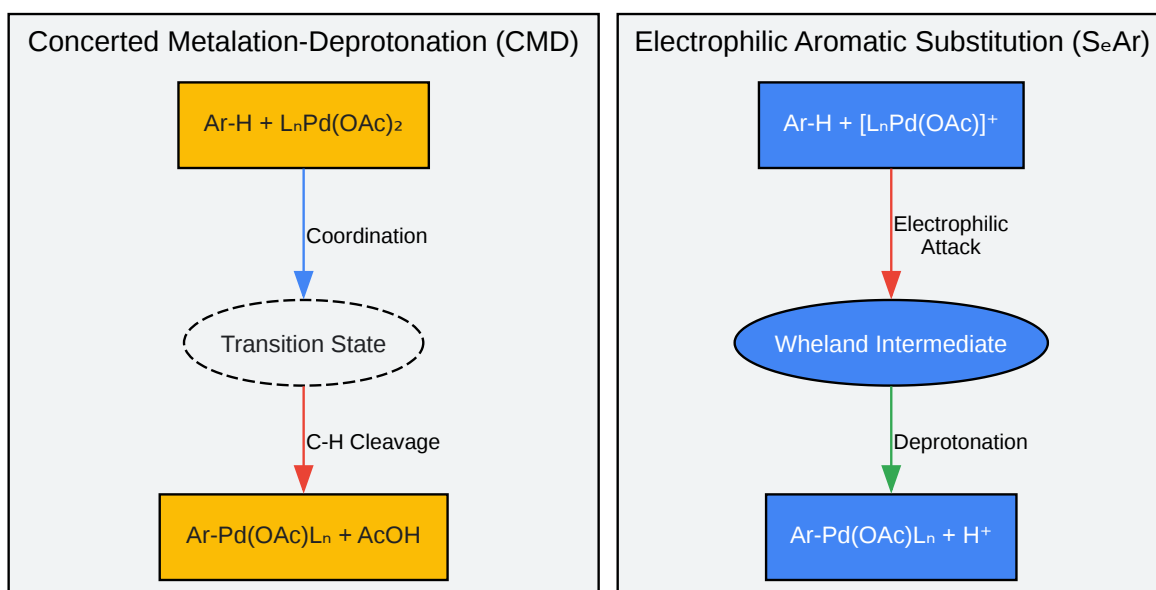 Concerted Metalation-Deprotonation (CMD)
Ar-H + LₙPd(OAc)₂
Coordination
Transition State
C-H Cleavage
Ar-Pd(OAc)Lₙ + AcOH
Electrophilic Aromatic Substitution (SₑAr)
Ar-H + [LₙPd(OAc)]⁺
Electrophilic
Attack
Wheland Intermediate
Deprotonation
Ar-Pd(OAc)Lₙ + H⁺